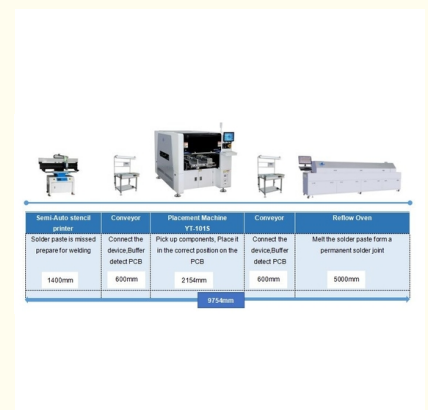 Semi-Auto stencil printer
Conveyor
Placement Machine YT-101S
Conveyor
Reflow Oven
Solder paste is missed
prepare for welding
Connect the
device,Buffer
detect PCB
Pick up components, Place it
in the correct position on the
PCB
Connect the
device,Buffer
detect PCB
Melt the solder paste form a
permanent solder joint
1400mm
600mm
2154mm
600mm
5000mm
9754mm